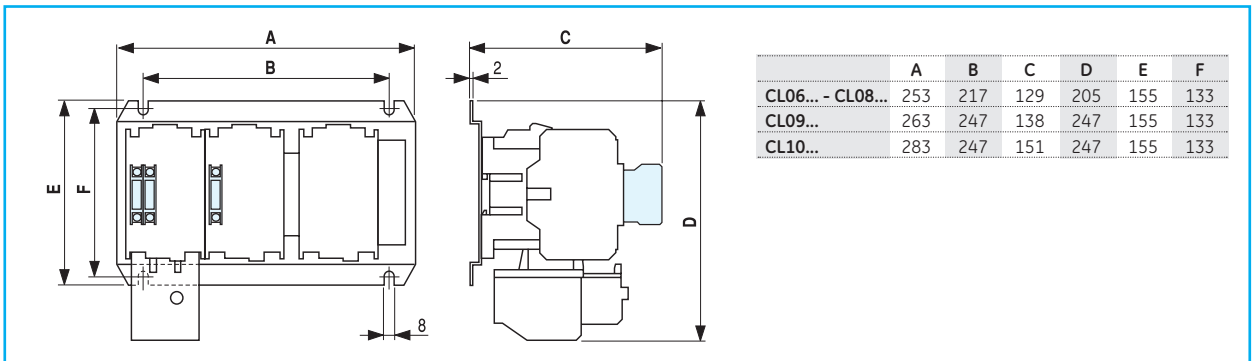 A
B
C
2
E
F
D
8
A B C D E F
CL06... - CL08... 253 217 129 205 155 133
CL09... 263 247 138 247 155 133
CL10... 283 247 151 247 155 133